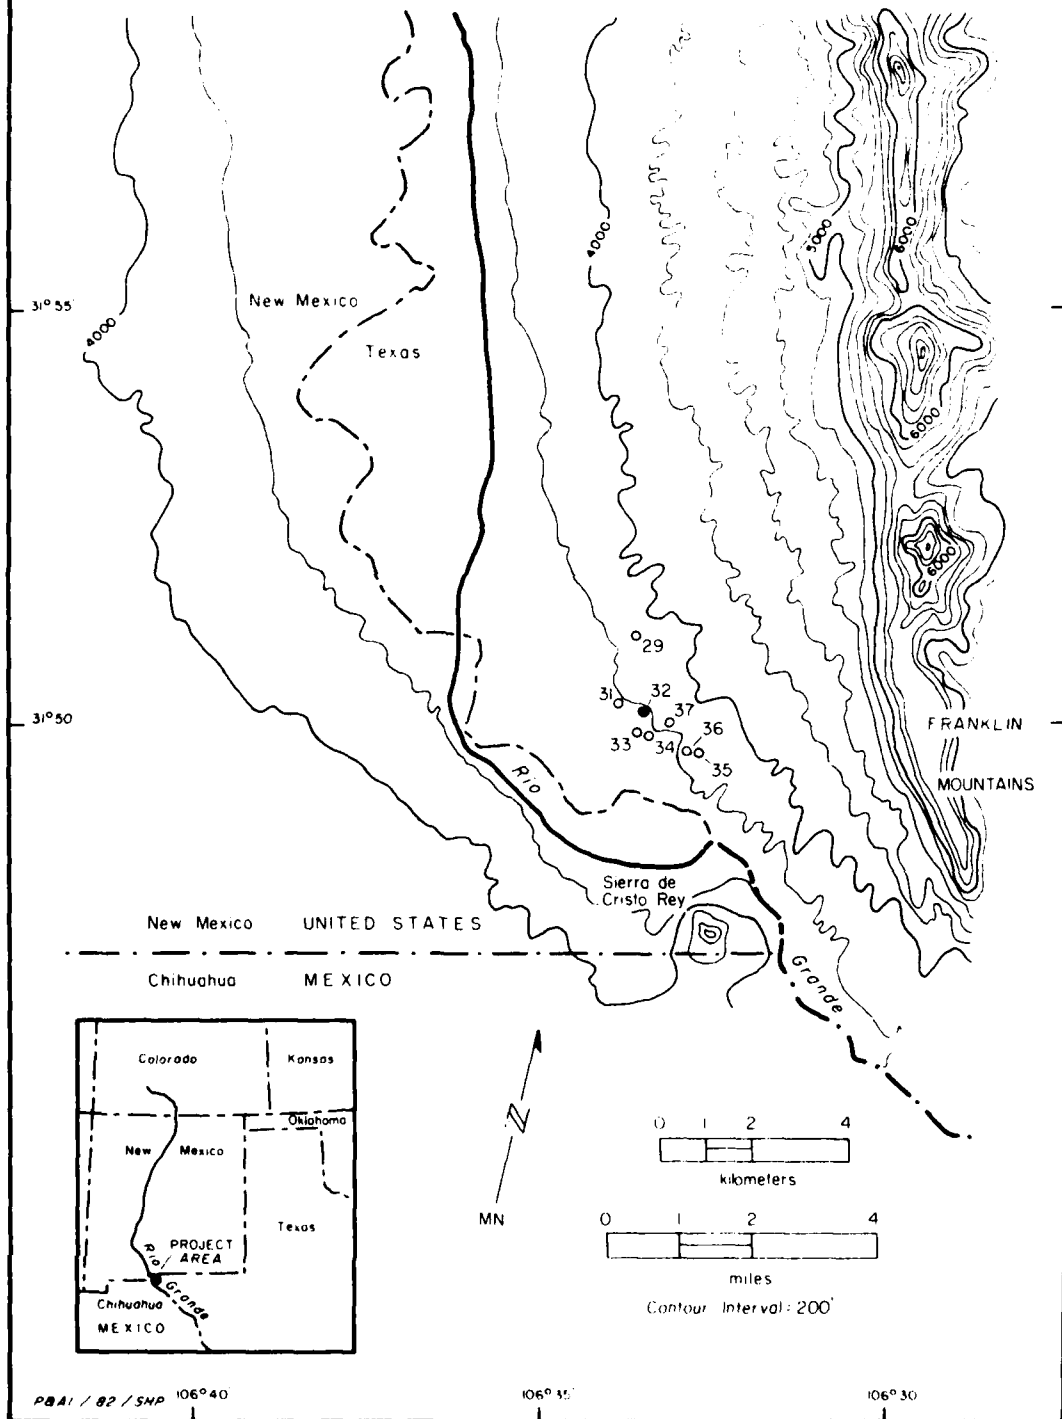 4000
5000
6000
31°55'
New Mexico
4000
Texas
6000
6000
29
31
32
31°50'
37
FRANKLIN
33
34
36
35
Rio
MOUNTAINS
Sierra de
Cristo Rey
New Mexico UNITED STATES
Chihuahua MEXICO
Grande
Colorado
Kansas
Oklahoma
New Mexico
Texas
Rio
PROJECT
AREA
Grande
Chihuahua
MEXICO
N
MN
0 1 2 4
kilometers
0 1 2 4
miles
Contour Interval: 200'
PBAI / 82 / SHP
106°40'
106°35'
106°30'